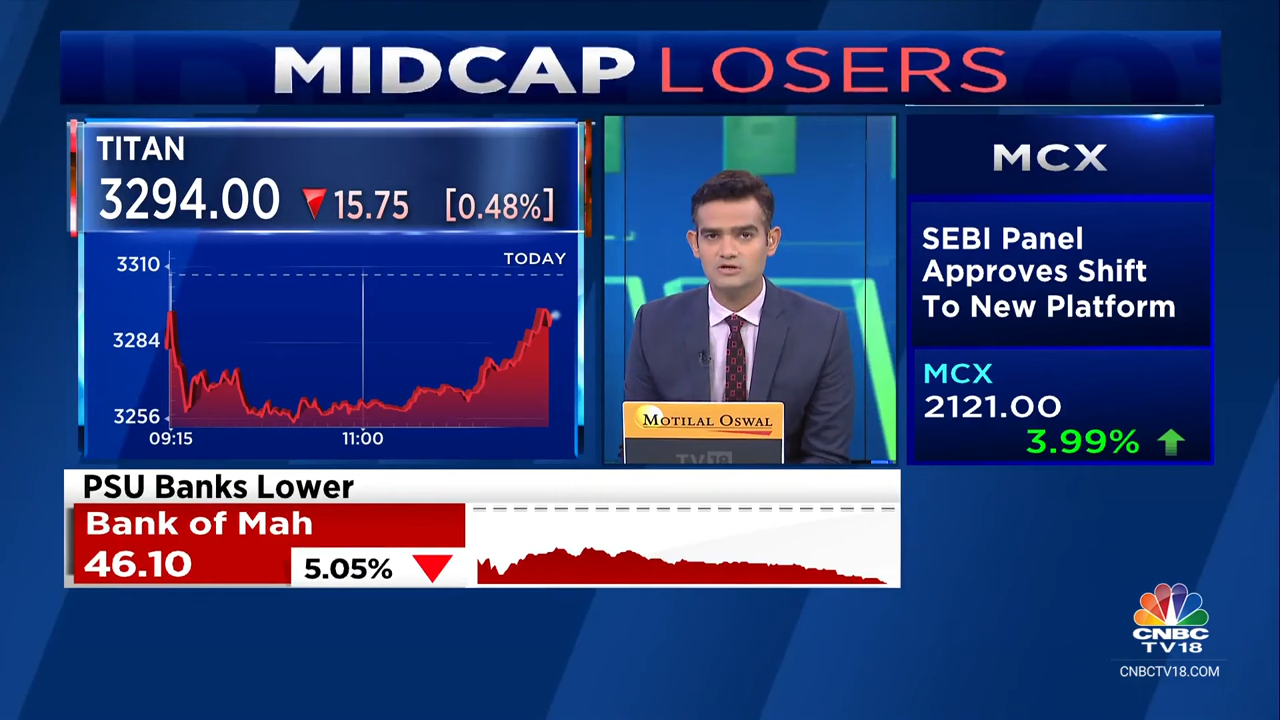 MIDCAP LOSERS
TITAN
3294.00 ▼ 15.75 [0.48%]
TODAY
3310
3284
3256
09:15 11:00
MOTILAL OSWAL
TV18
MCX
SEBI Panel
Approves Shift
To New Platform
MCX
2121.00
3.99%
PSU Banks Lower
Bank of Mah
46.10
5.05%
CNBC
TV18
CNBCTV18.COM